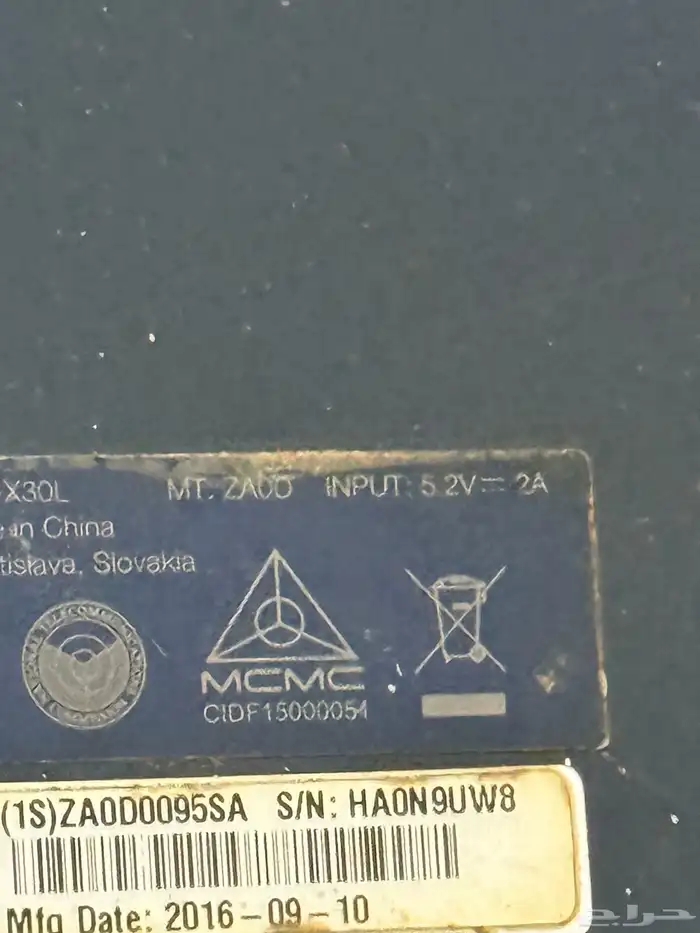 X30L MT: ZA0D INPUT: 5.2V⎓2A
in China
tislava, Slovakia
MCMC
CIDF15000054
(1S)ZA0D0095SA S/N: HA0N9UW8
Mfg Date: 2016-09-10
حراج